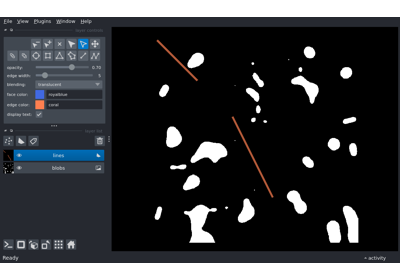 File View Plugins Window Help
opacity: 0.70
edge width: 5
blending: translucent
face color: royalblue
edge color: coral
display text: ✓
lines
blobs
Ready
activity